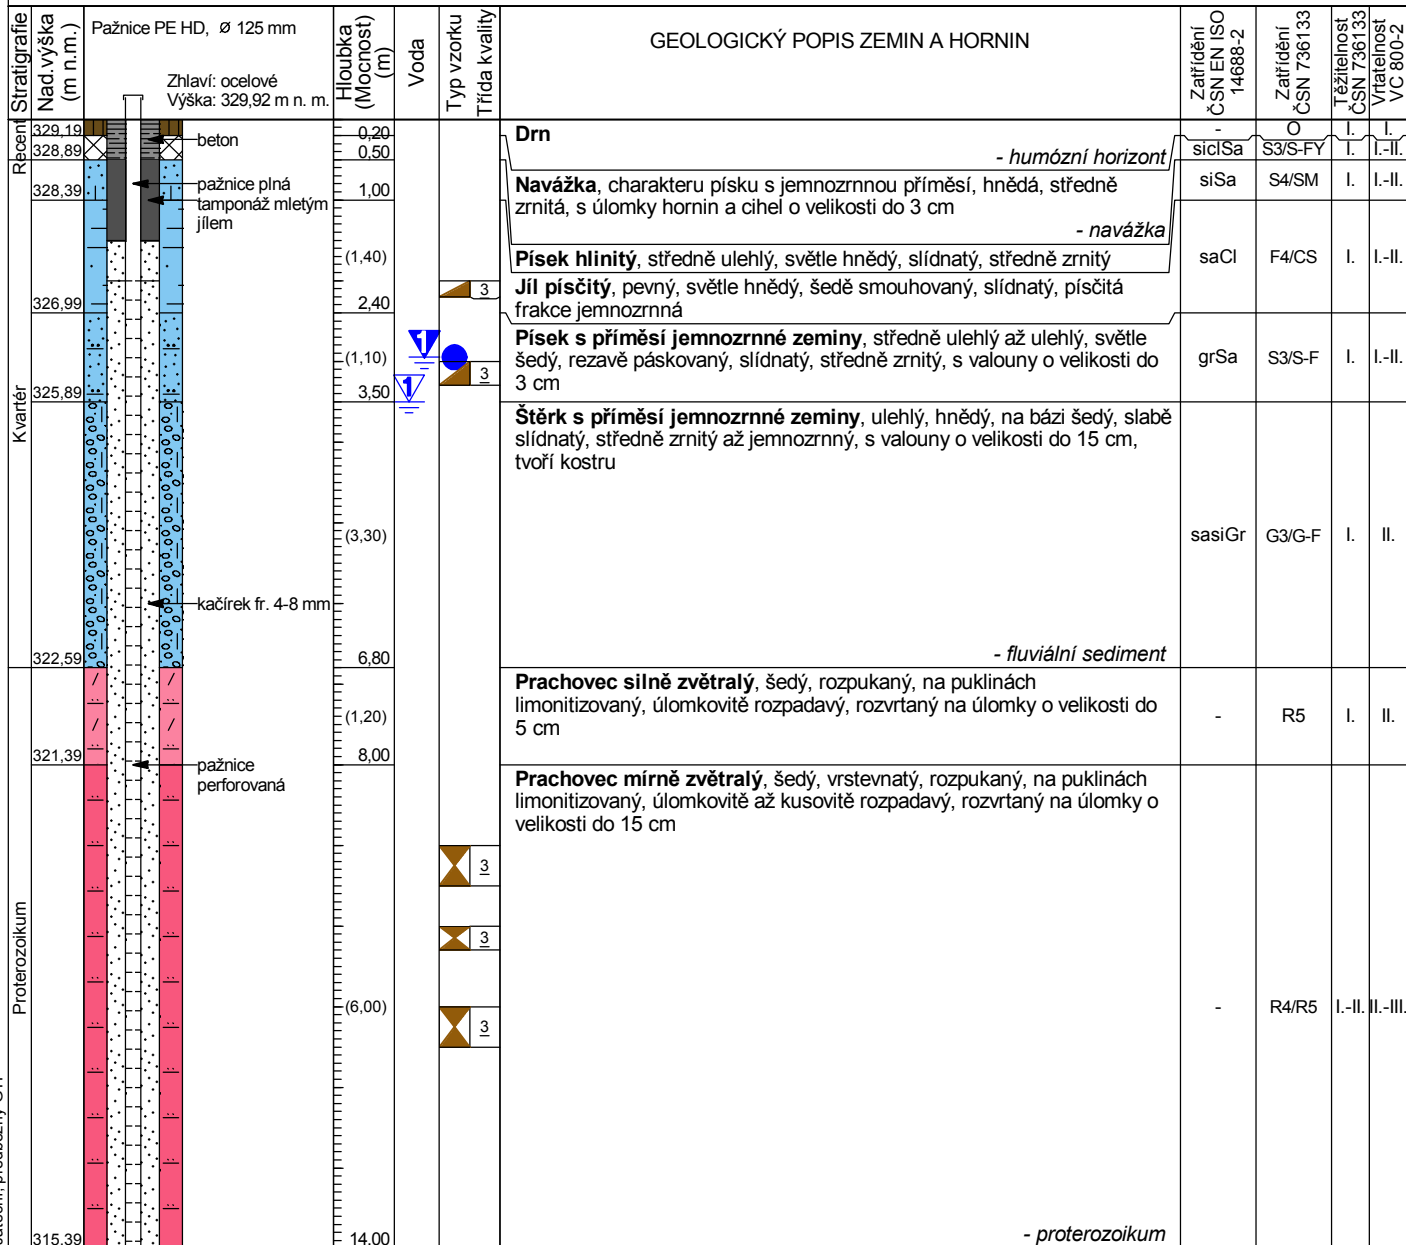 Stratigrafie
Nad.výška
(m n.m.)
Pažnice PE HD, Ø 125 mm
Zhlaví: ocelové
Výška: 329,92 m n. m.
Hloubka
(Mocnost)
(m)
Voda
Typ vzorku
Třída kvality
GEOLOGICKÝ POPIS ZEMIN A HORNIN
Zatřídění
ČSN EN ISO
14688-2
Zatřídění
ČSN 736133
Těžitelnost
ČSN 736133
Vrtatelnost
VC 800-2
Recent
329,19
beton
0,20
Drn
- humózní horizont
-
O
I.
I.
328,89
0,50
siclSa
S3/S-FY
I.
I.-II.
328,39
pažnice plná
tamponáž mletým
jílem
1,00
Navážka, charakteru písku s jemnozrnnou příměsí, hnědá, středně
zrnitá, s úlomky hornin a cihel o velikosti do 3 cm
- navážka
siSa
S4/SM
I.
I.-II.
(1,40)
Písek hlinitý, středně ulehlý, světle hnědý, slídnatý, středně zrnitý
saCl
F4/CS
I.
I.-II.
326,99
2,40
3
Jíl písčitý, pevný, světle hnědý, šedě smouhovaný, slídnatý, písčitá
frakce jemnozrnná
(1,10)
1
Písek s příměsí jemnozrnné zeminy, středně ulehlý až ulehlý, světle
šedý, rezavě páskovaný, slídnatý, středně zrnitý, s valouny o velikosti do
3 cm
grSa
S3/S-F
I.
I.-II.
3
325,89
3,50
1
Kvartér
Štěrk s příměsí jemnozrnné zeminy, ulehlý, hnědý, na bázi šedý, slabě
slídnatý, středně zrnitý až jemnozrnný, s valouny o velikosti do 15 cm,
tvoří kostru
(3,30)
sasiGr
G3/G-F
I.
II.
kačírek fr. 4-8 mm
322,59
6,80
- fluviální sediment
Prachovec silně zvětralý, šedý, rozpukaný, na puklinách
limonitizovaný, úlomkovitě rozpadavý, rozvrtaný na úlomky o velikosti do
5 cm
(1,20)
-
R5
I.
II.
321,39
8,00
pažnice
perforovaná
Prachovec mírně zvětralý, šedý, vrstevnatý, rozpukaný, na puklinách
limonitizovaný, úlomkovitě až kusovitě rozpadavý, rozvrtaný na úlomky o
velikosti do 15 cm
3
3
Proterozoikum
(6,00)
3
-
R4/R5
I.-II.
II.-III.
315,39
14,00
- proterozoikum